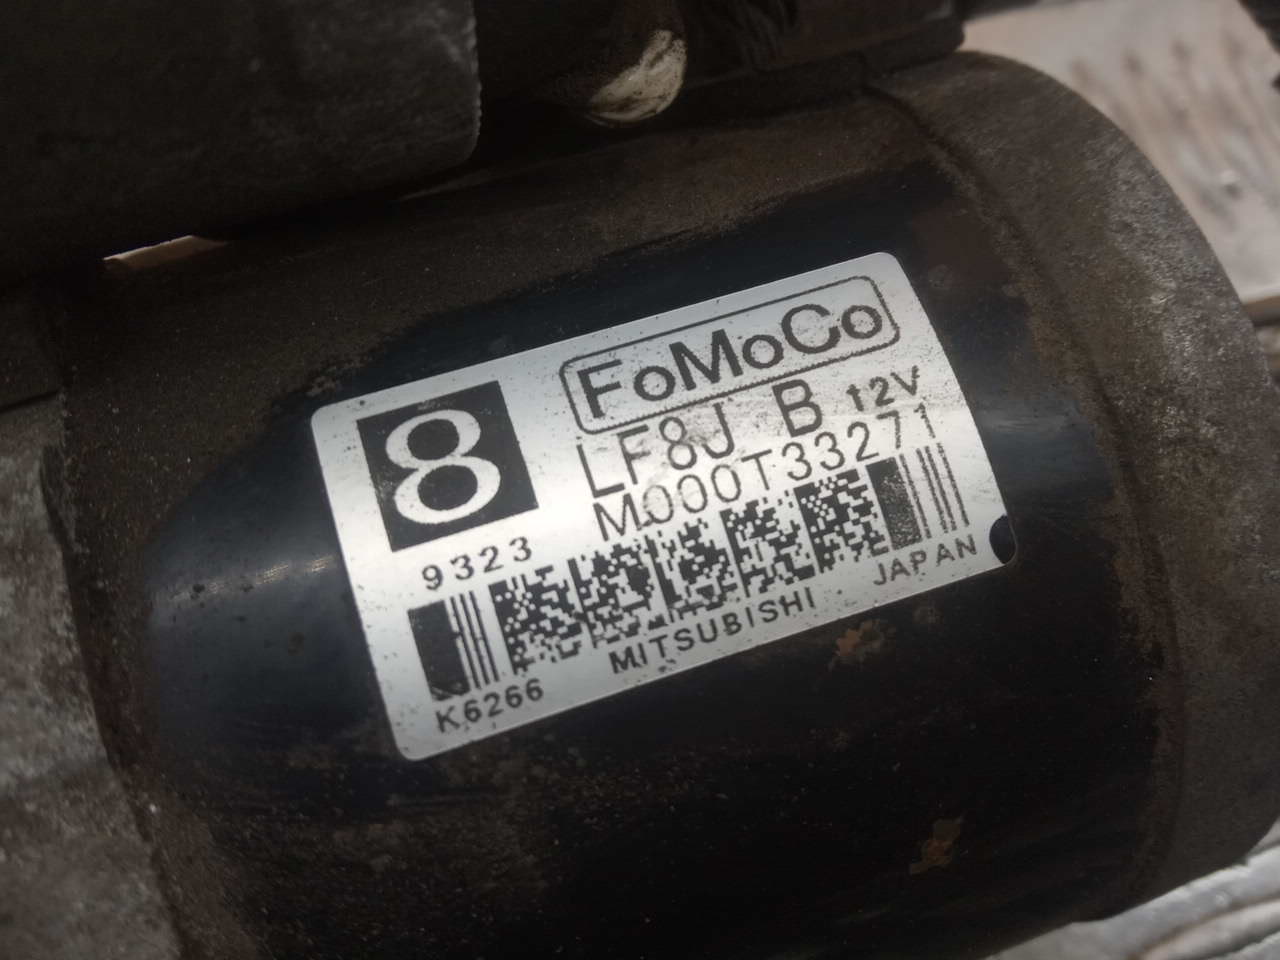 FoMoCo
8
LF8J B 12V
M000T33271
9323
K6266 MITSUBISHI JAPAN